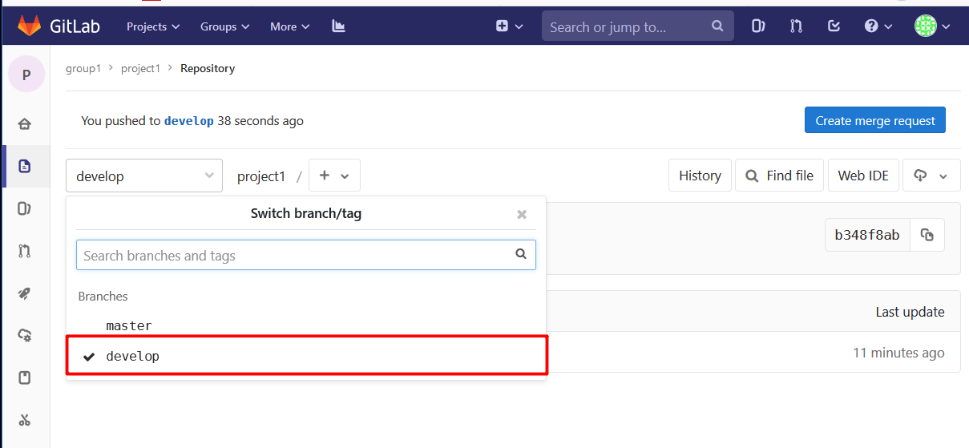 GitLab Projects Groups More Search or jump to...
P group1 > project1 > Repository
You pushed to develop 38 seconds ago Create merge request
develop project1 / + History Find file Web IDE
Switch branch/tag
b348f8ab
Search branches and tags
Branches
master Last update
develop 11 minutes ago